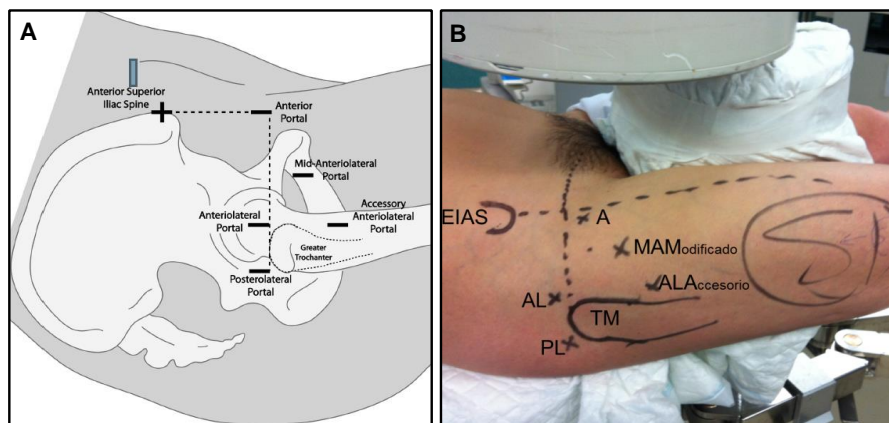 A
Anterior Superior
Iliac Spine
Anterior
Portal
Mid-Anteriolateral
Portal
Accessory
Anteriolateral
Portal
Anteriolateral
Portal
Greater
Trochanter
Posterolateral
Portal
B
EIAS
A
MAModificado
ALAccesorio
AL
TM
PL
S